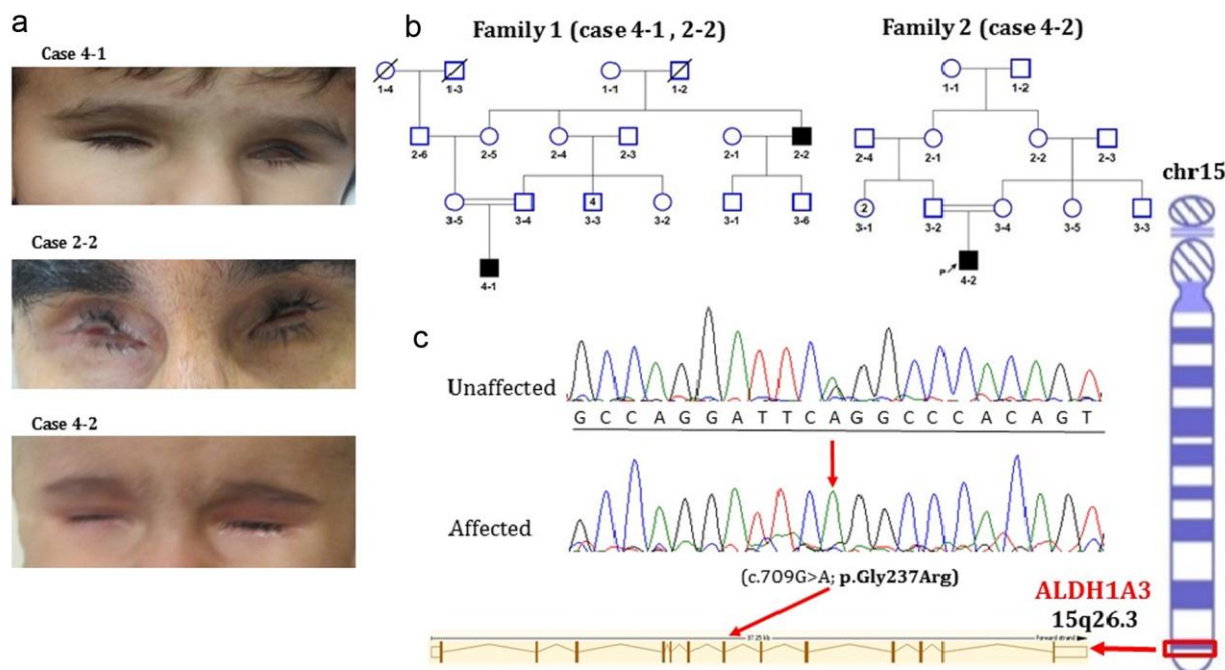 a
Case 4-1
Case 2-2
Case 4-2
b
Family 1 (case 4-1 , 2-2)
1-4 1-3 1-1 1-2
2-6 2-5 2-4 2-3 2-1 2-2
4
3-5 3-4 3-3 3-2 3-1 3-6
4-1
Family 2 (case 4-2)
1-1 1-2
2-4 2-1 2-2 2-3
2
3-1 3-2 3-4 3-5 3-3
P
4-2
chr15
c
Unaffected
G C C A G G A T T C A G G C C C A C A G T
Affected
(c.709G>A; p.Gly237Arg)
ALDH1A3
15q26.3
Forward strand